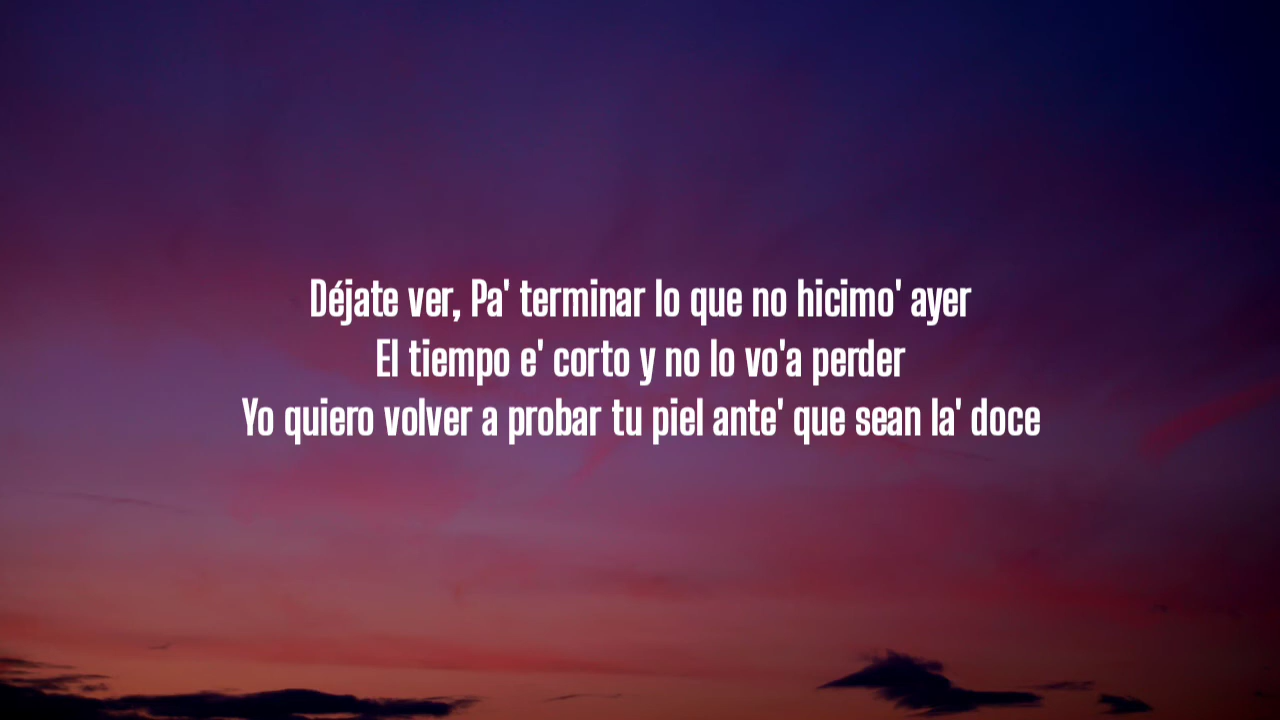 Déjate ver, Pa' terminar lo que no hicimo' ayer
El tiempo e' corto y no lo vo'a perder
Yo quiero volver a probar tu piel ante' que sean la' doce